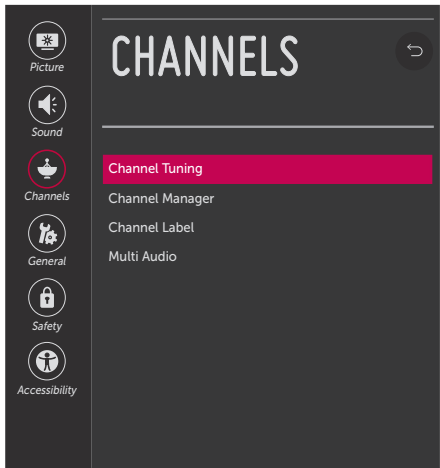 Picture
Sound
Channels
General
Safety
Accessibility
CHANNELS
Channel Tuning
Channel Manager
Channel Label
Multi Audio